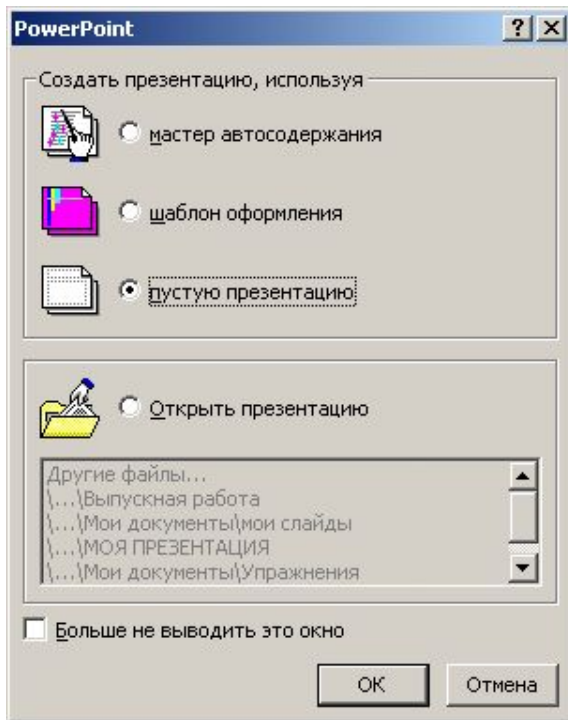 PowerPoint
Создать презентацию, используя
мастер автосодержания
шаблон оформления
пустую презентацию
Открыть презентацию
Другие файлы...
\...\Выпускная работа
\...\Мои документы\мои слайды
\...\МОЯ ПРЕЗЕНТАЦИЯ
\...\Мои документы\Упражнения
Больше не выводить это окно
ОК
Отмена